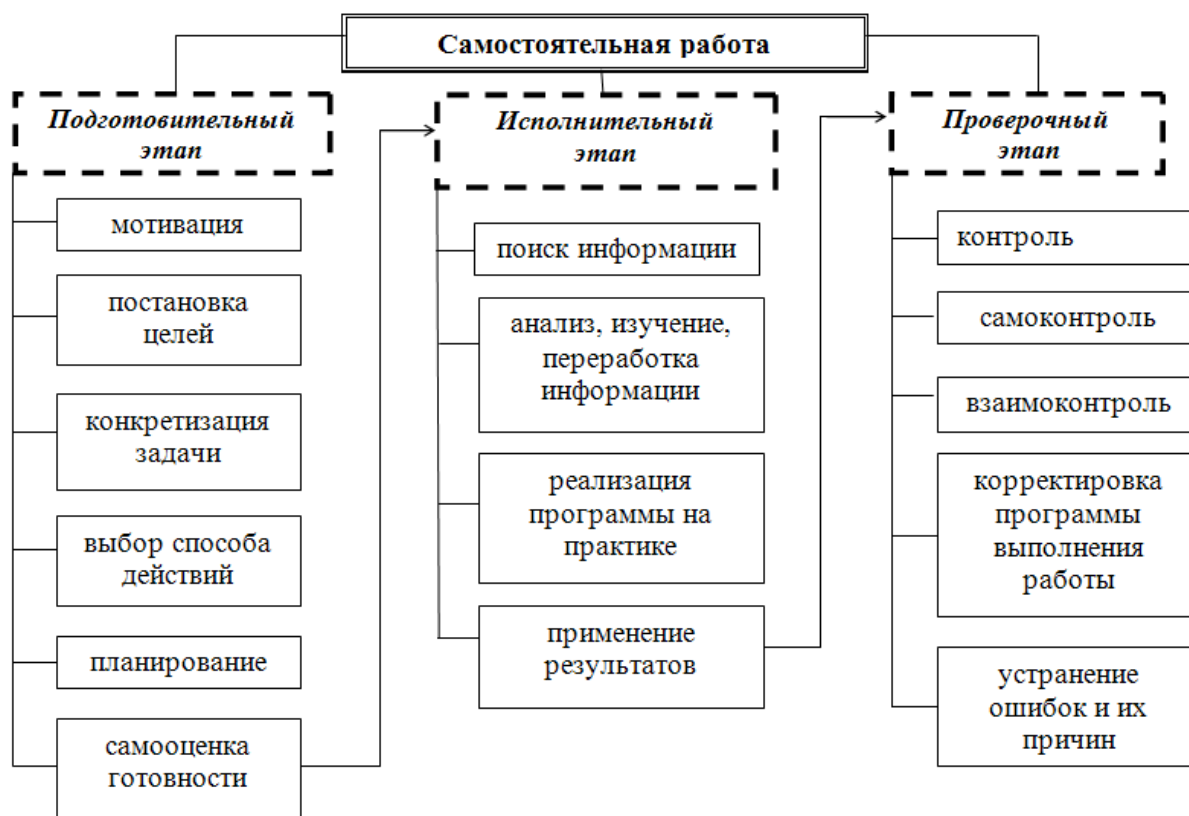 Самостоятельная работа
Подготовительный
этап
мотивация
постановка
целей
конкретизация
задачи
выбор способа
действий
планирование
самооценка
готовности
Исполнительный
этап
поиск информации
анализ, изучение,
переработка
информации
реализация
программы на
практике
применение
результатов
Проверочный
этап
контроль
самоконтроль
взаимоконтроль
корректировка
программы
выполнения
работы
устранение
ошибок и их
причин